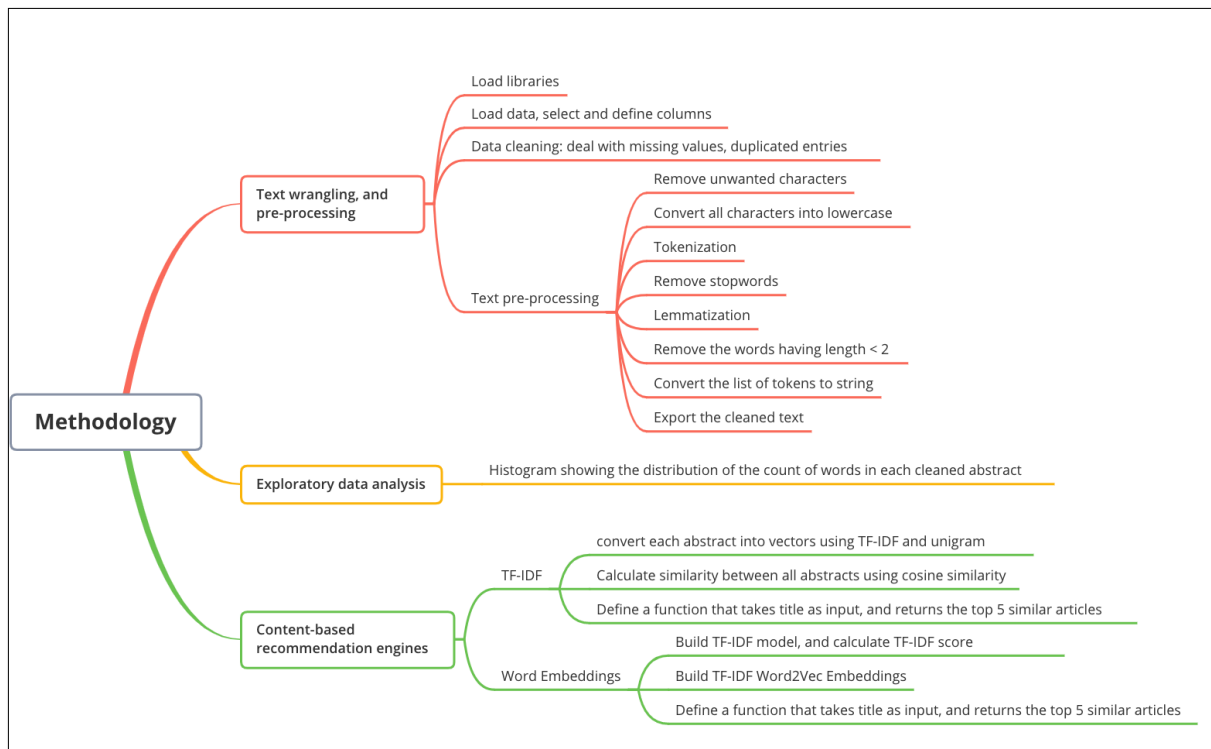 Load libraries
Load data, select and define columns
Data cleaning: deal with missing values, duplicated entries
Text wrangling, and
pre-processing
Remove unwanted characters
Convert all characters into lowercase
Tokenization
Remove stopwords
Text pre-processing
Lemmatization
Remove the words having length < 2
Convert the list of tokens to string
Export the cleaned text
Methodology
Exploratory data analysis
Histogram showing the distribution of the count of words in each cleaned abstract
Content-based
recommendation engines
TF-IDF
convert each abstract into vectors using TF-IDF and unigram
Calculate similarity between all abstracts using cosine similarity
Define a function that takes title as input, and returns the top 5 similar articles
Word Embeddings
Build TF-IDF model, and calculate TF-IDF score
Build TF-IDF Word2Vec Embeddings
Define a function that takes title as input, and returns the top 5 similar articles